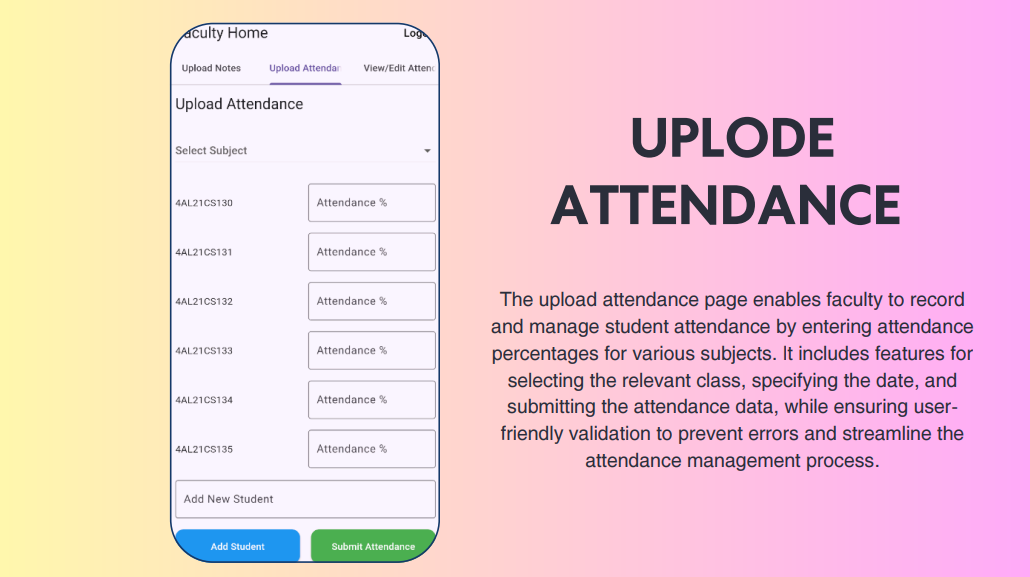 aculty Home
Logo
Upload Notes
Upload Attendan
View/Edit Attenc
Upload Attendance
Select Subject
4AL21CS130
Attendance %
4AL21CS131
Attendance %
4AL21CS132
Attendance %
4AL21CS133
Attendance %
4AL21CS134
Attendance %
4AL21CS135
Attendance %
Add New Student
Add Student
Submit Attendance
UPLODE
ATTENDANCE
The upload attendance page enables faculty to record
and manage student attendance by entering attendance
percentages for various subjects. It includes features for
selecting the relevant class, specifying the date, and
submitting the attendance data, while ensuring user-
friendly validation to prevent errors and streamline the
attendance management process.